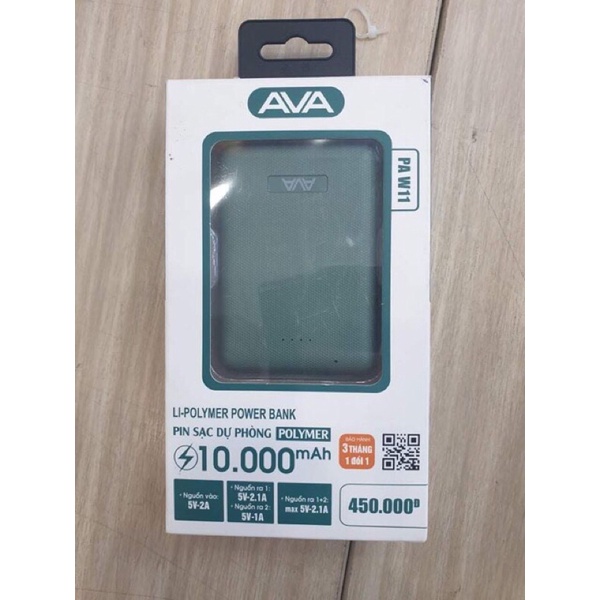 AVA
PA W11
AVA
LI-POLYMER POWER BANK
PIN SẠC DỰ PHÒNG POLYMER
10.000mAh
BẢO HÀNH
3 THÁNG
1 đổi 1
Nguồn vào:
5V-2A
Nguồn ra 1:
5V-2.1A
Nguồn ra 2:
5V-1A
Nguồn ra 1+2:
max 5V-2.1A
450.000đ